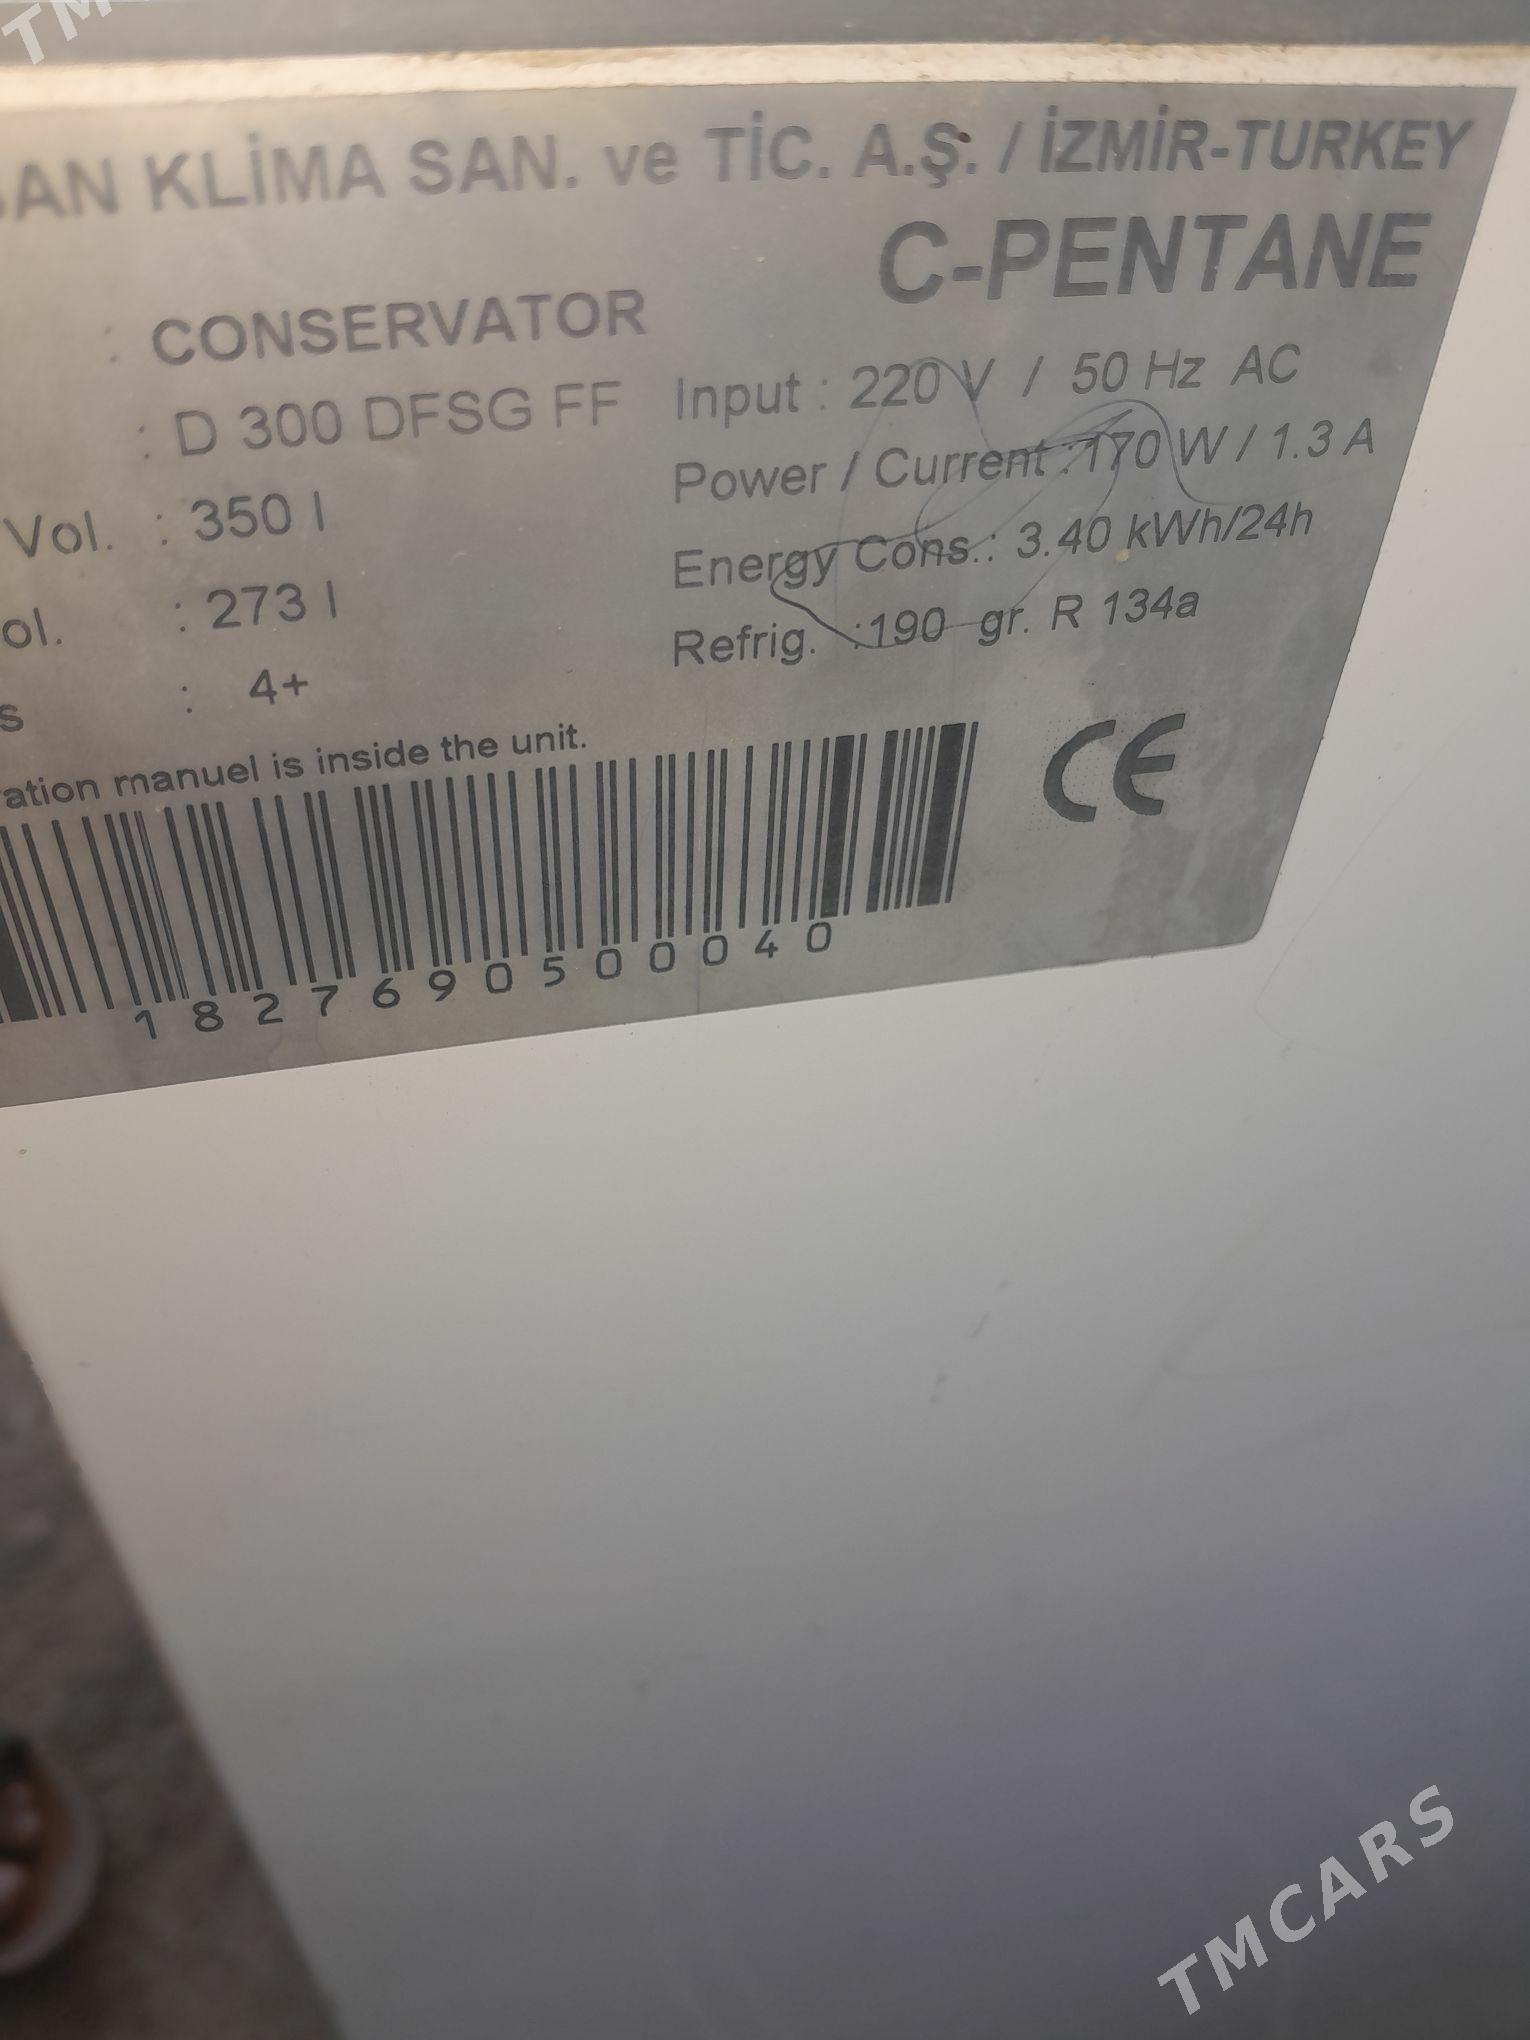 TM
SAN KLİMA SAN. ve TİC. A.Ş. / İZMİR-TURKEY
C-PENTANE
: CONSERVATOR
: D 300 DFSG FF
Input : 220 V / 50 Hz AC
Power / Current :170 W / 1.3 A
Vol. : 350 l
Energy Cons.: 3.40 kWh/24h
ol. : 273 l
Refrig. :190 gr. R 134a
s : 4+
ation manuel is inside the unit.
CE
1827690500040
TMCARS